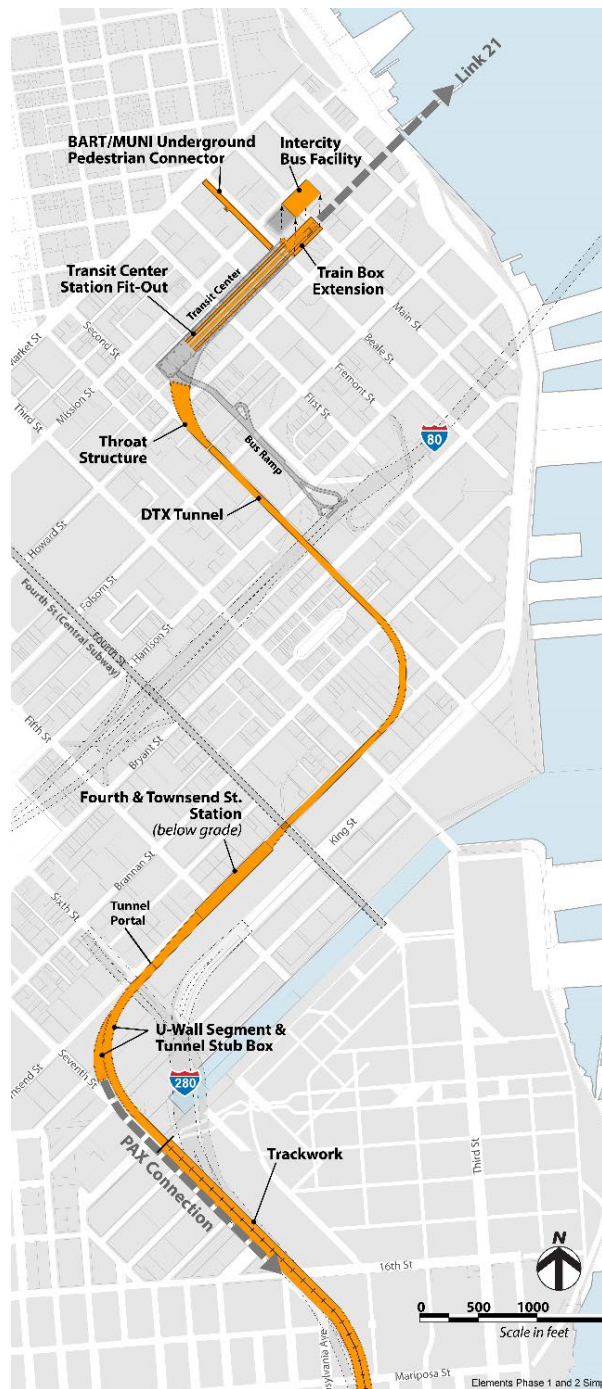 Link 21
BART/MUNI Underground
Pedestrian Connector
Intercity
Bus Facility
Transit Center
Station Fit-Out
Transit Center
Train Box
Extension
Main St
Beale St
Fremont St
First St
Market St
Second St
Mission St
Third St
80
Throat
Structure
Bus Ramp
DTX Tunnel
Howard St
Folsom St
Fourth St
Fourth St (Central Subway)
Harrison St
Fifth St
Bryant St
Fourth & Townsend St.
Station
(below grade)
King St
Brannan St
Sixth St
Tunnel
Portal
U-Wall Segment &
Tunnel Stub Box
Seventh St
nsend St
280
PAX Connection
Trackwork
Third St
16th St
N
0 500 1000
Scale in feet
sylvania Ave
Mariposa St
Elements Phase 1 and 2 Simp